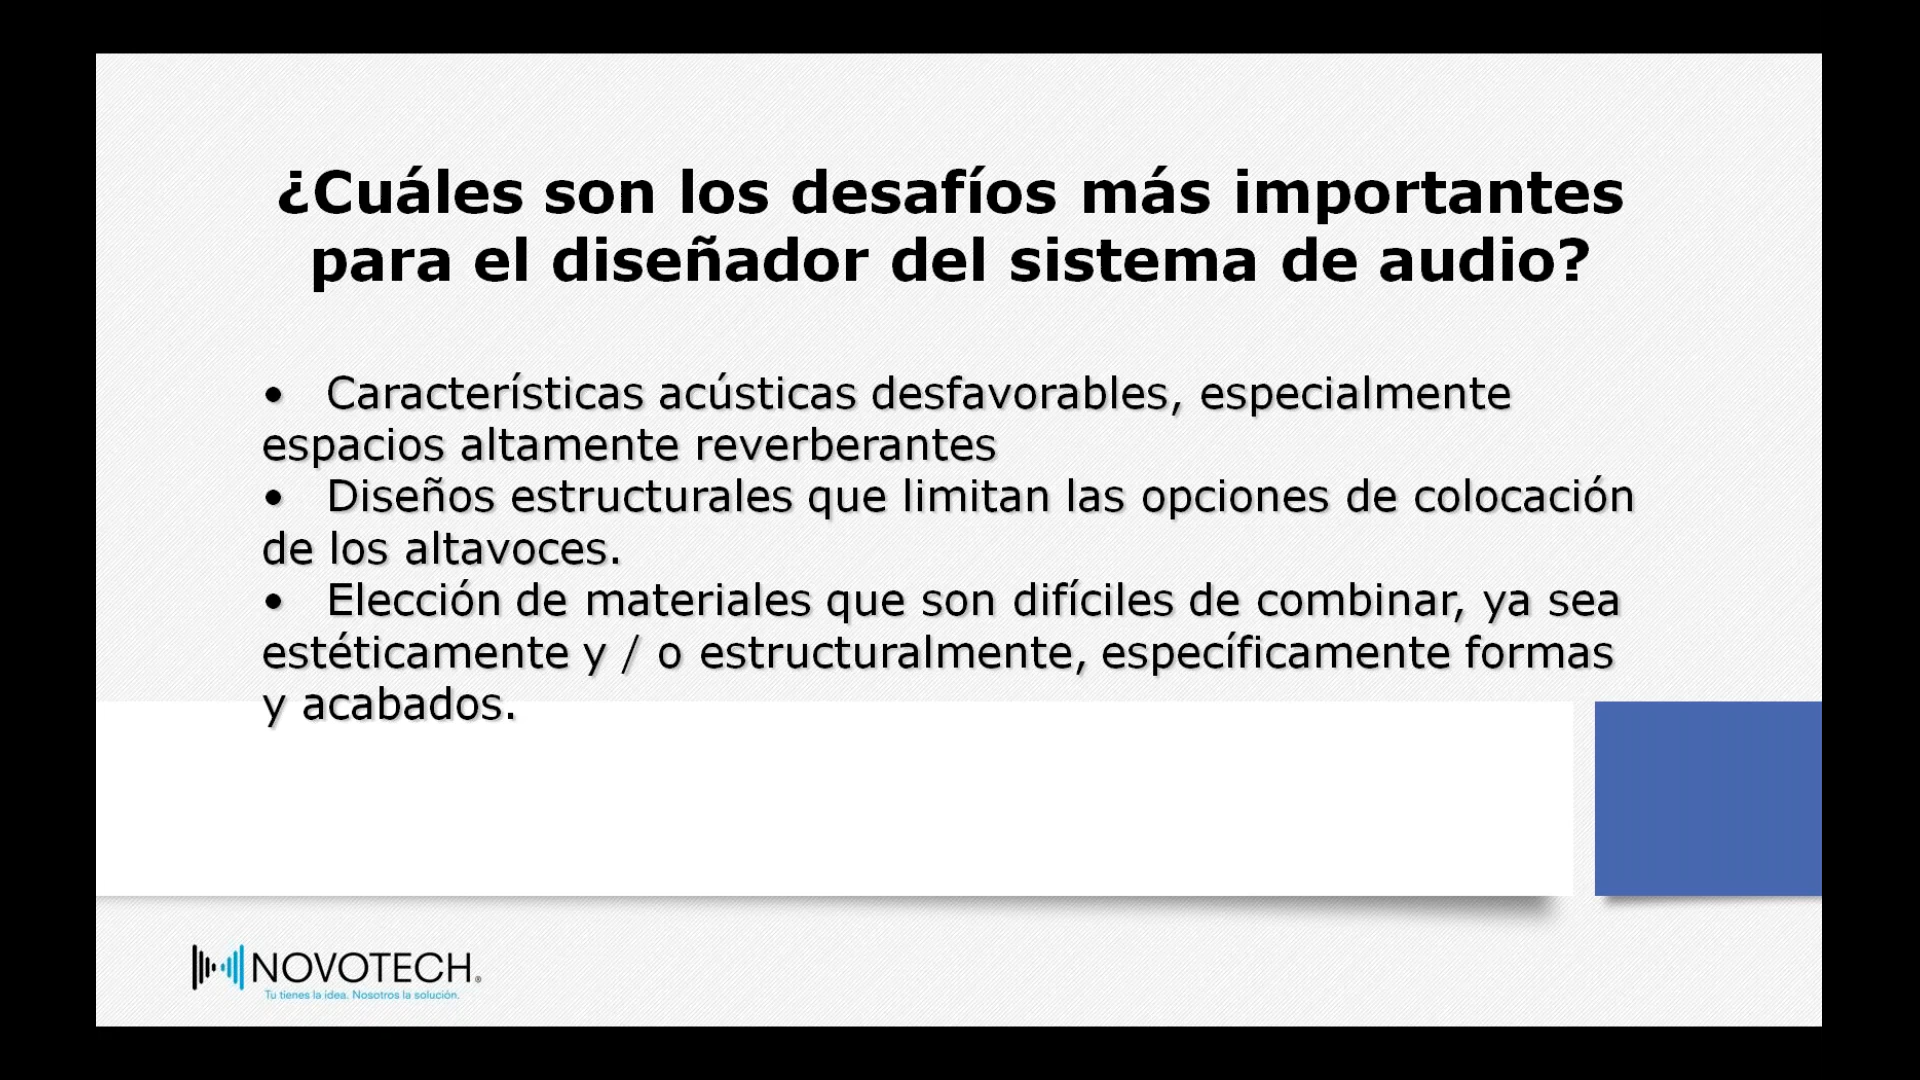 ¿Cuáles son los desafíos más importantes
para el diseñador del sistema de audio?
• Características acústicas desfavorables, especialmente
espacios altamente reverberantes
• Diseños estructurales que limitan las opciones de colocación
de los altavoces.
• Elección de materiales que son difíciles de combinar, ya sea
estéticamente y / o estructuralmente, específicamente formas
y acabados.
NOVOTECH®
Tu tienes la idea. Nosotros la solución.